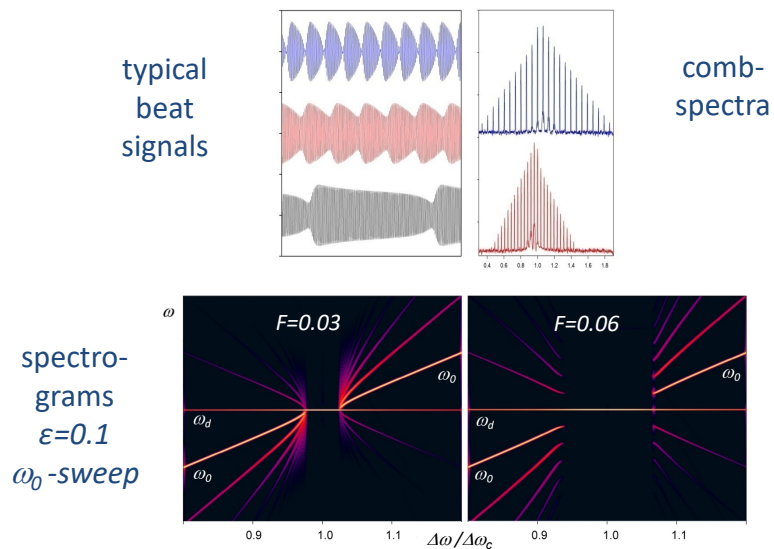 typical
beat
signals
comb-
spectra
0.3 0.4 0.6 0.8 1.0 1.2 1.4 1.6 1.8
spectro-
grams
ε=0.1
ω0 -sweep
ω
F=0.03
F=0.06
ω0
ω0
ωd
ωd
ω0
ω0
0.9 1.0 1.1
0.9 1.0 1.1
Δω/Δωc